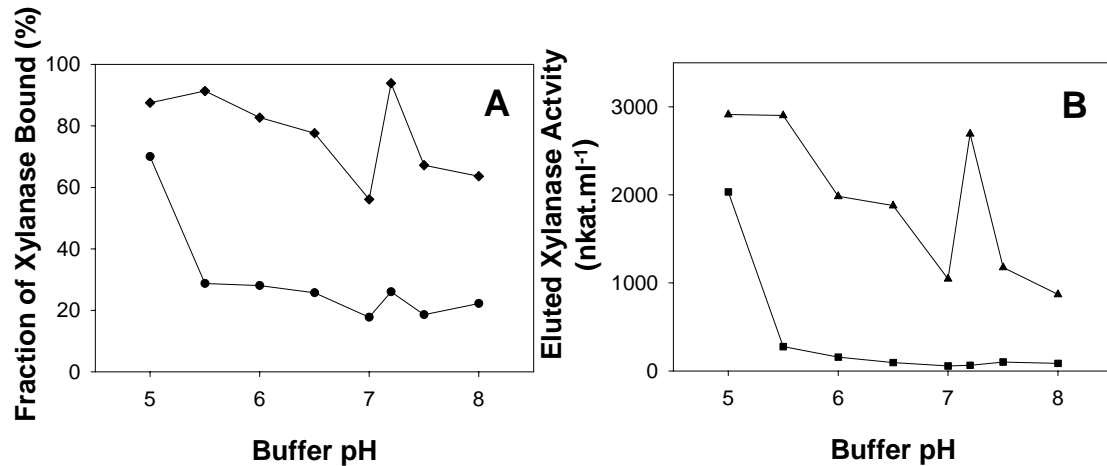 Fraction of Xylanase Bound (%)
100
80
60
40
20
0
A
5 6 7 8
Buffer pH
Eluted Xylanase Actvity
(nkat.ml-1)
3000
2000
1000
0
B
5 6 7 8
Buffer pH